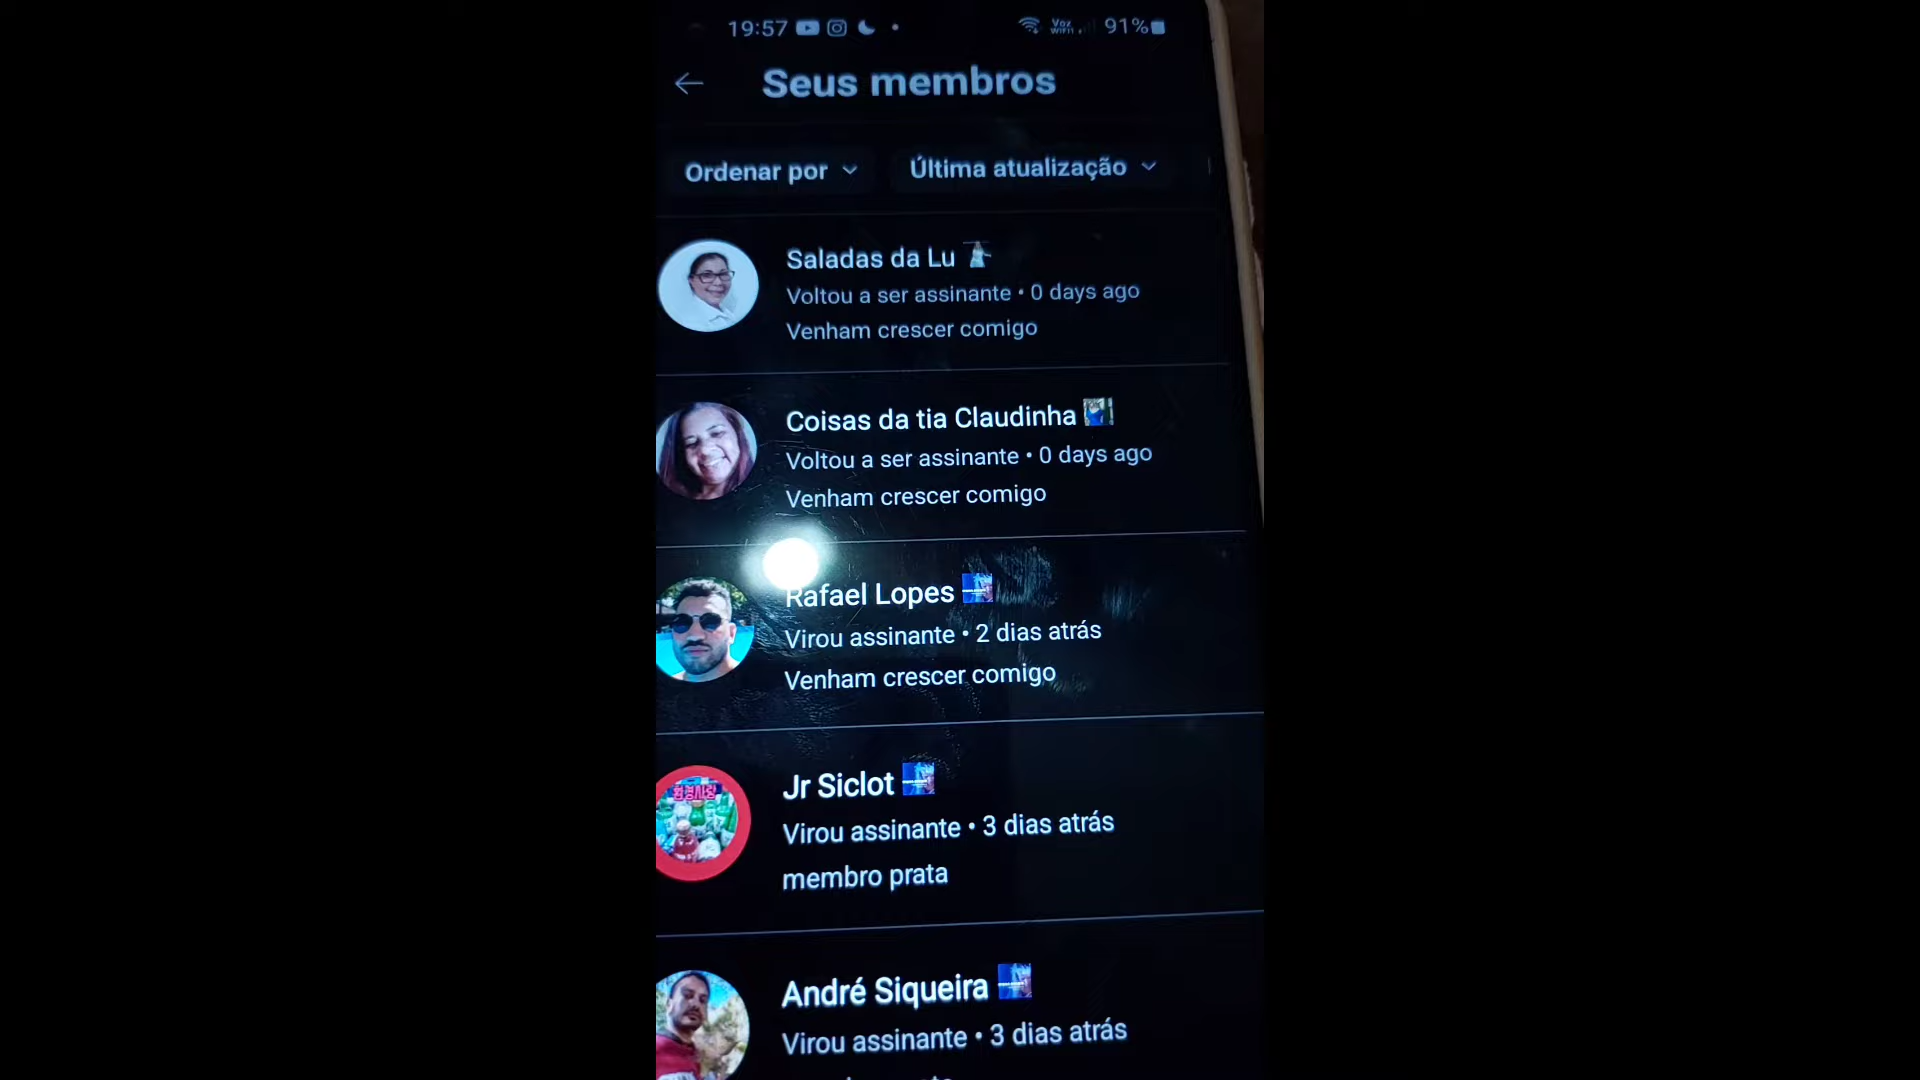 19:57
Voz
WiFi
91%
Seus membros
Ordenar por
Última atualização
Saladas da Lu
Voltou a ser assinante • 0 days ago
Venham crescer comigo
Coisas da tia Claudinha
Voltou a ser assinante • 0 days ago
Venham crescer comigo
Rafael Lopes
Virou assinante • 2 dias atrás
Venham crescer comigo
Jr Siclot
Virou assinante • 3 dias atrás
membro prata
André Siqueira
Virou assinante • 3 dias atrás